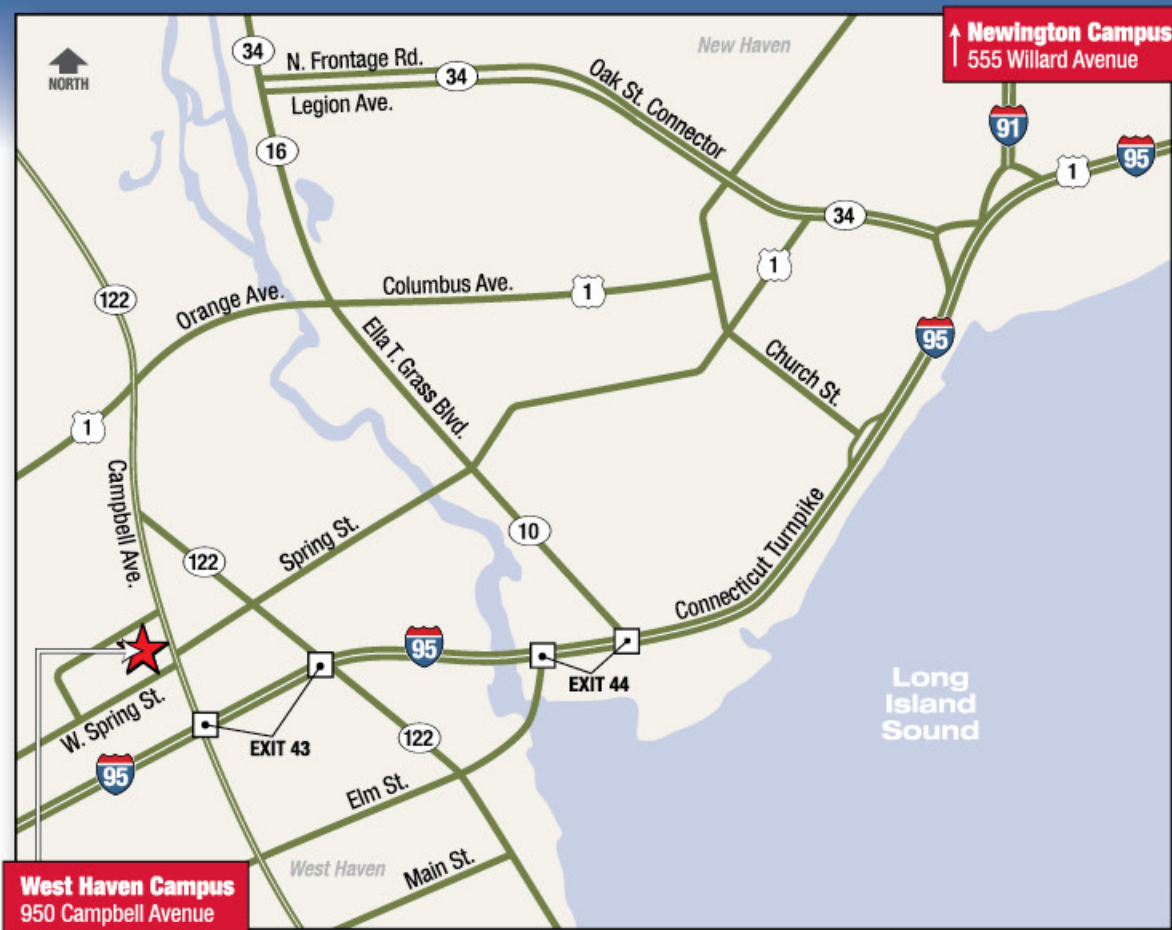 New Haven
↑ Newington Campus
555 Willard Avenue
NORTH
34
N. Frontage Rd.
34
Legion Ave.
Oak St. Connector
91
95
1
16
34
122
Orange Ave.
Columbus Ave.
1
1
95
Ella T. Grass Blvd.
Church St.
1
Campbell Ave.
Spring St.
10
122
Connecticut Turnpike
95
EXIT 44
Long
Island
Sound
W. Spring St.
EXIT 43
122
95
Elm St.
West Haven
Main St.
West Haven Campus
950 Campbell Avenue